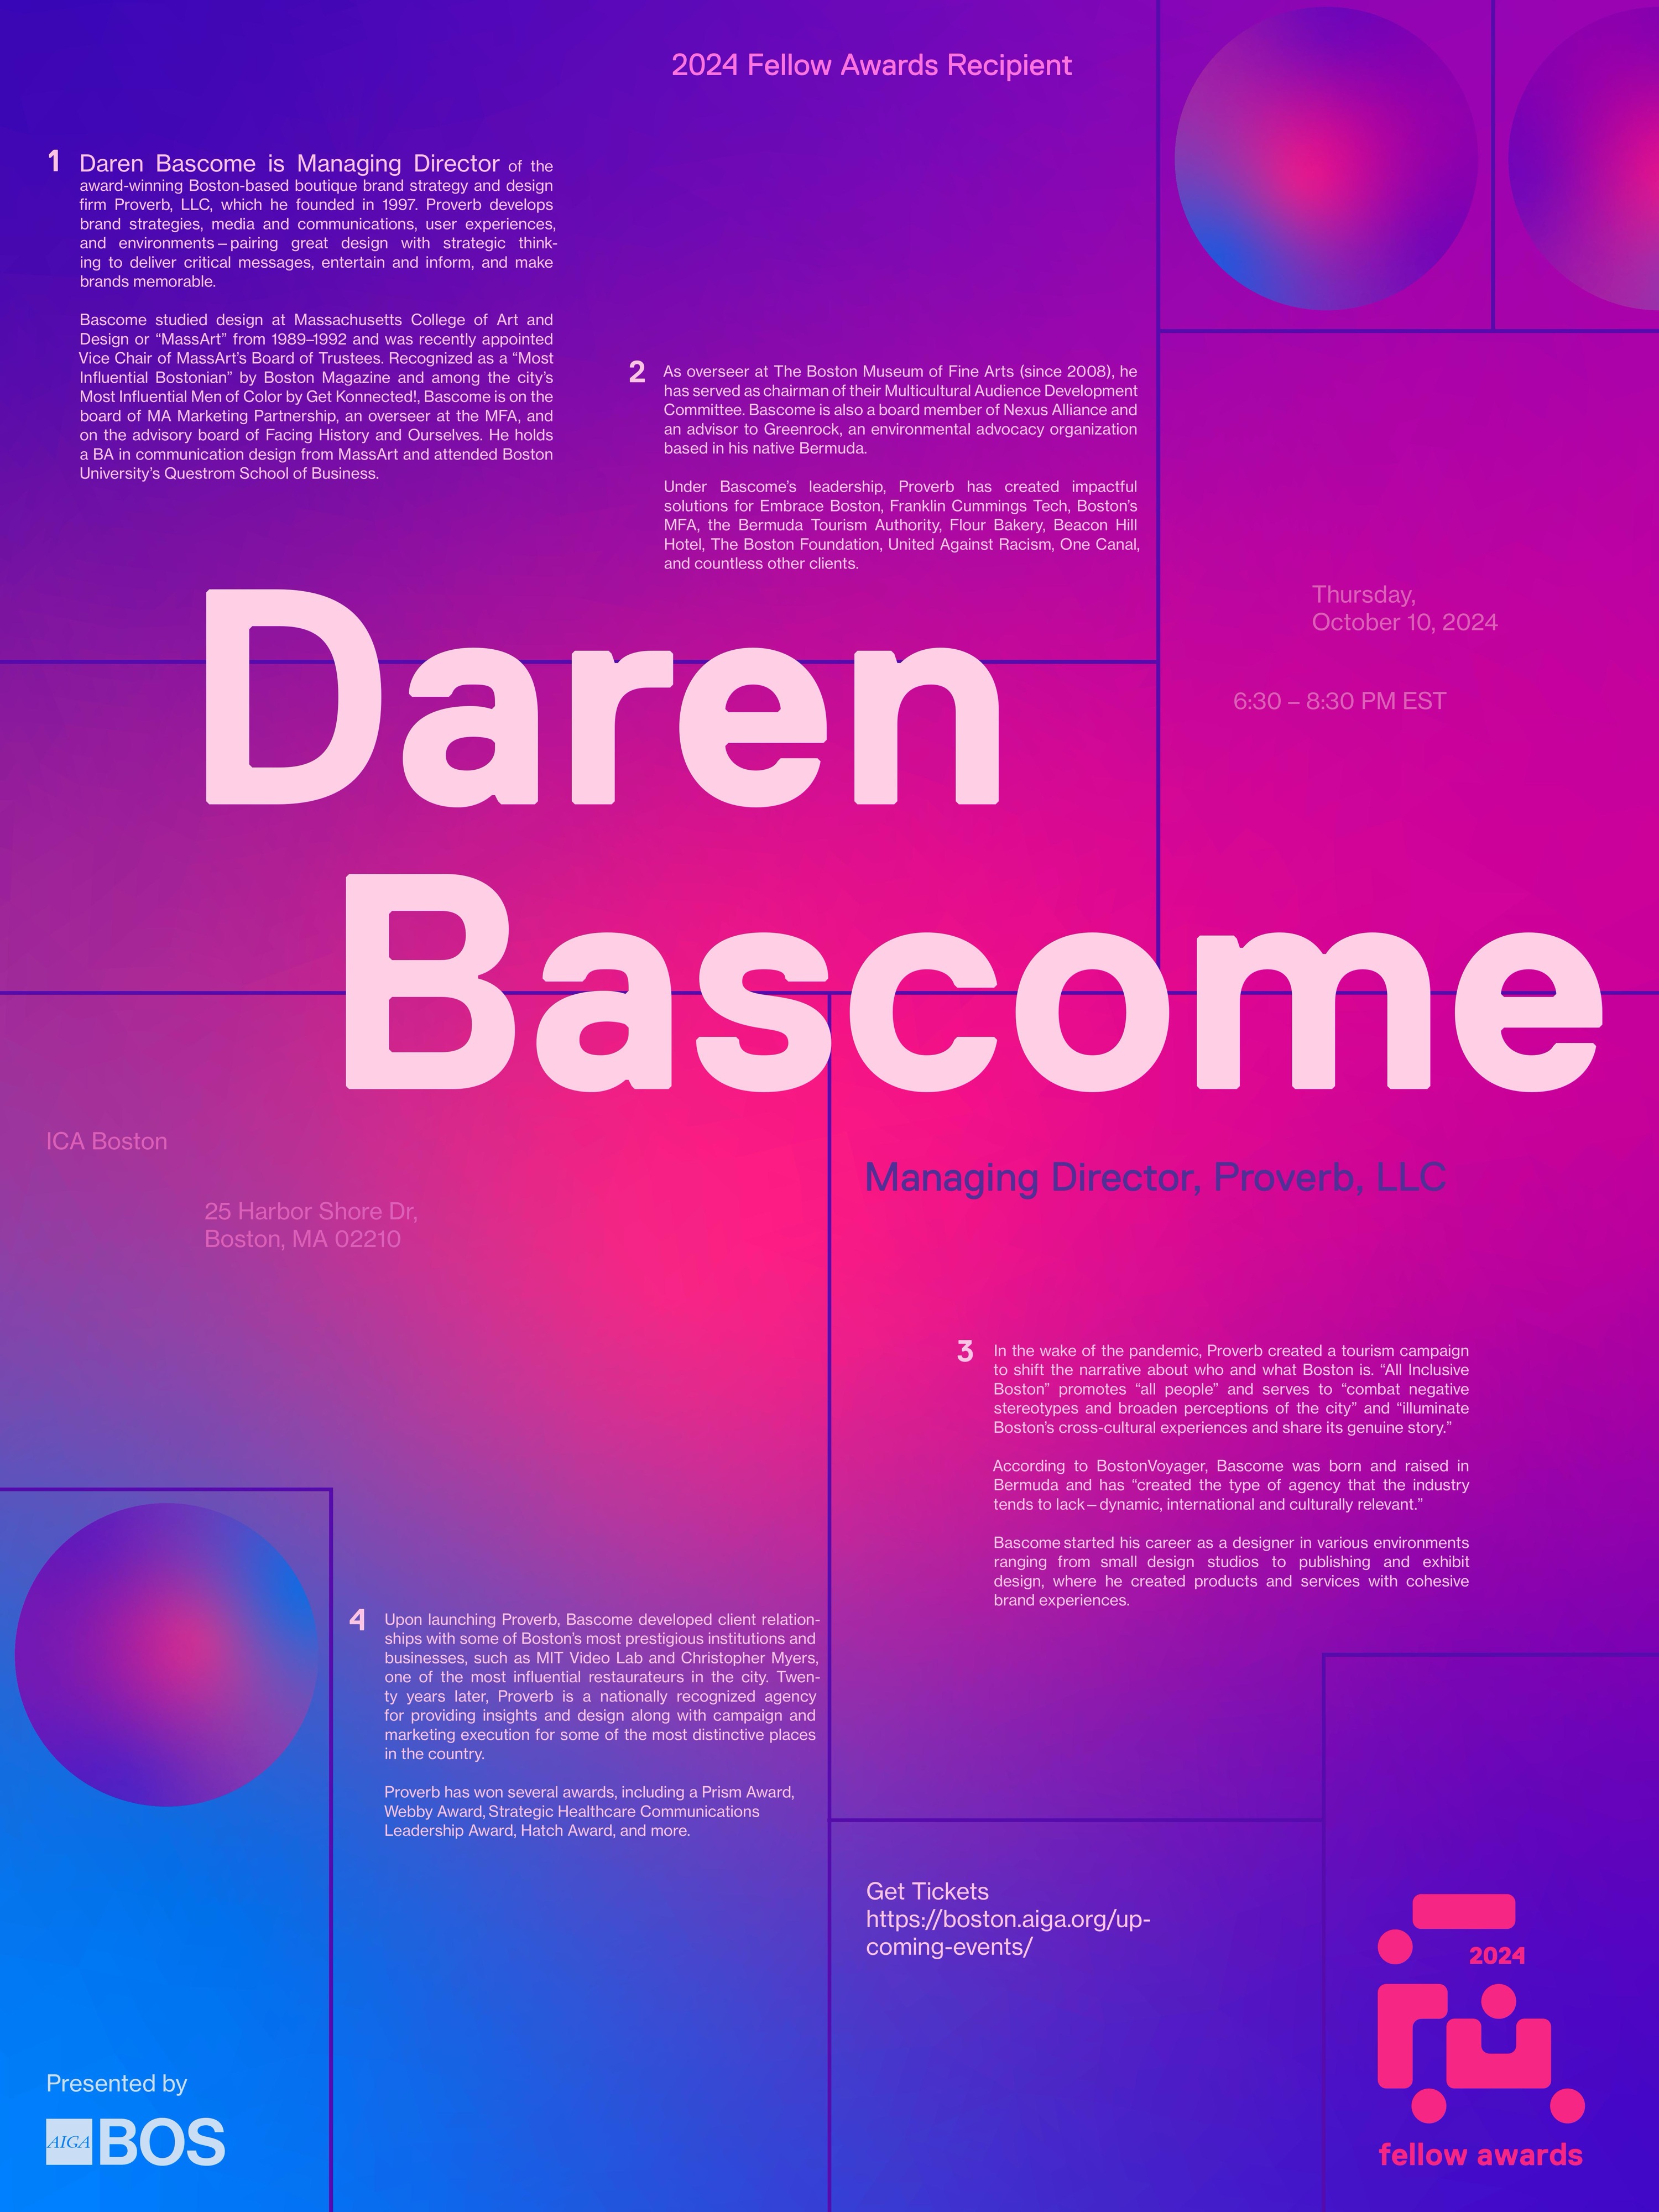 2024 Fellow Awards Recipient
1
Daren Bascome is Managing Director of the
award-winning Boston-based boutique brand strategy and design
firm Proverb, LLC, which he founded in 1997. Proverb develops
brand strategies, media and communications, user experiences,
and environments – pairing great design with strategic think-
ing to deliver critical messages, entertain and inform, and make
brands memorable.
Bascome studied design at Massachusetts College of Art and
Design or “MassArt” from 1989–1992 and was recently appointed
Vice Chair of MassArt’s Board of Trustees. Recognized as a “Most
Influential Bostonian” by Boston Magazine and among the city’s
Most Influential Men of Color by Get Konnected!, Bascome is on the
board of MA Marketing Partnership, an overseer at the MFA, and
on the advisory board of Facing History and Ourselves. He holds
a BA in communication design from MassArt and attended Boston
University’s Questrom School of Business.
2
As overseer at The Boston Museum of Fine Arts (since 2008), he
has served as chairman of their Multicultural Audience Development
Committee. Bascome is also a board member of Nexus Alliance and
an advisor to Greenrock, an environmental advocacy organization
based in his native Bermuda.
Under Bascome’s leadership, Proverb has created impactful
solutions for Embrace Boston, Franklin Cummings Tech, Boston’s
MFA, the Bermuda Tourism Authority, Flour Bakery, Beacon Hill
Hotel, The Boston Foundation, United Against Racism, One Canal,
and countless other clients.
Thursday,
October 10, 2024
6:30 – 8:30 PM EST
Daren
Bascome
ICA Boston
25 Harbor Shore Dr,
Boston, MA 02210
Managing Director, Proverb, LLC
3
In the wake of the pandemic, Proverb created a tourism campaign
to shift the narrative about who and what Boston is. “All Inclusive
Boston” promotes “all people” and serves to “combat negative
stereotypes and broaden perceptions of the city” and “illuminate
Boston’s cross-cultural experiences and share its genuine story.”
According to BostonVoyager, Bascome was born and raised in
Bermuda and has “created the type of agency that the industry
tends to lack – dynamic, international and culturally relevant.”
Bascome started his career as a designer in various environments
ranging from small design studios to publishing and exhibit
design, where he created products and services with cohesive
brand experiences.
4
Upon launching Proverb, Bascome developed client relation-
ships with some of Boston’s most prestigious institutions and
businesses, such as MIT Video Lab and Christopher Myers,
one of the most influential restaurateurs in the city. Twen-
ty years later, Proverb is a nationally recognized agency
for providing insights and design along with campaign and
marketing execution for some of the most distinctive places
in the country.
Proverb has won several awards, including a Prism Award,
Webby Award, Strategic Healthcare Communications
Leadership Award, Hatch Award, and more.
Get Tickets
https://boston.aiga.org/up-
coming-events/
2024
fellow awards
Presented by
AIGA BOS